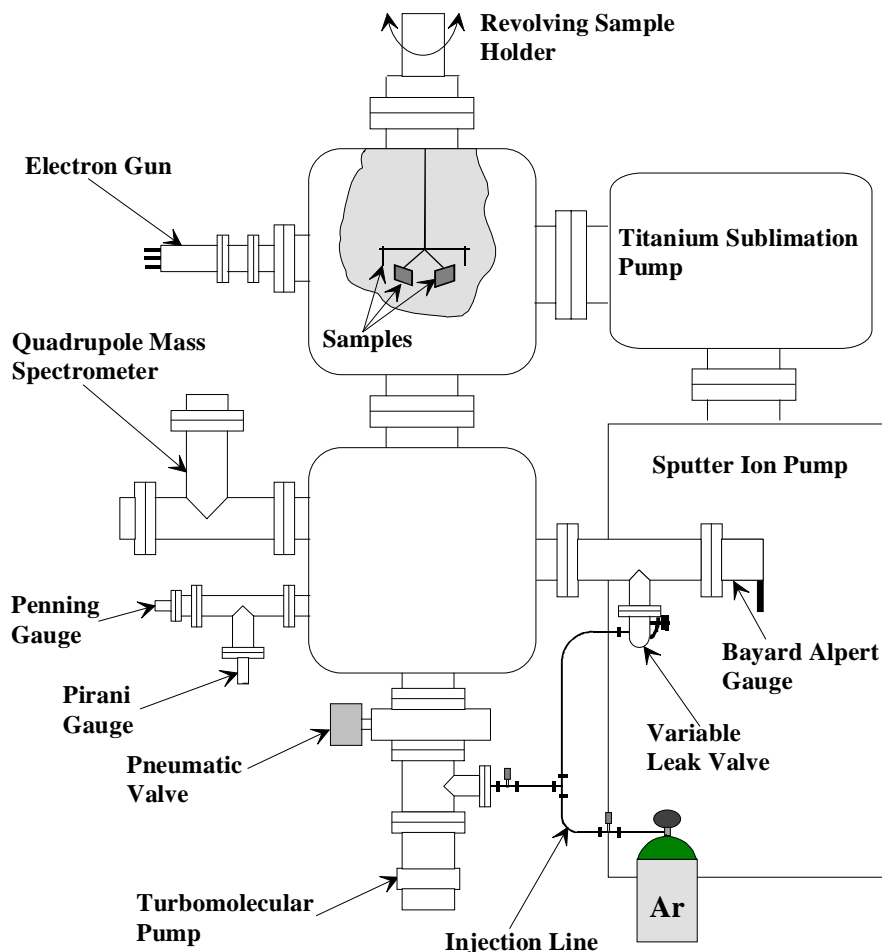 Revolving Sample
Holder
Electron Gun
Titanium Sublimation
Pump
Samples
Quadrupole Mass
Spectrometer
Sputter Ion Pump
Penning
Gauge
Bayard Alpert
Gauge
Pirani
Gauge
Variable
Leak Valve
Pneumatic
Valve
Ar
Turbomolecular
Pump
Injection Line